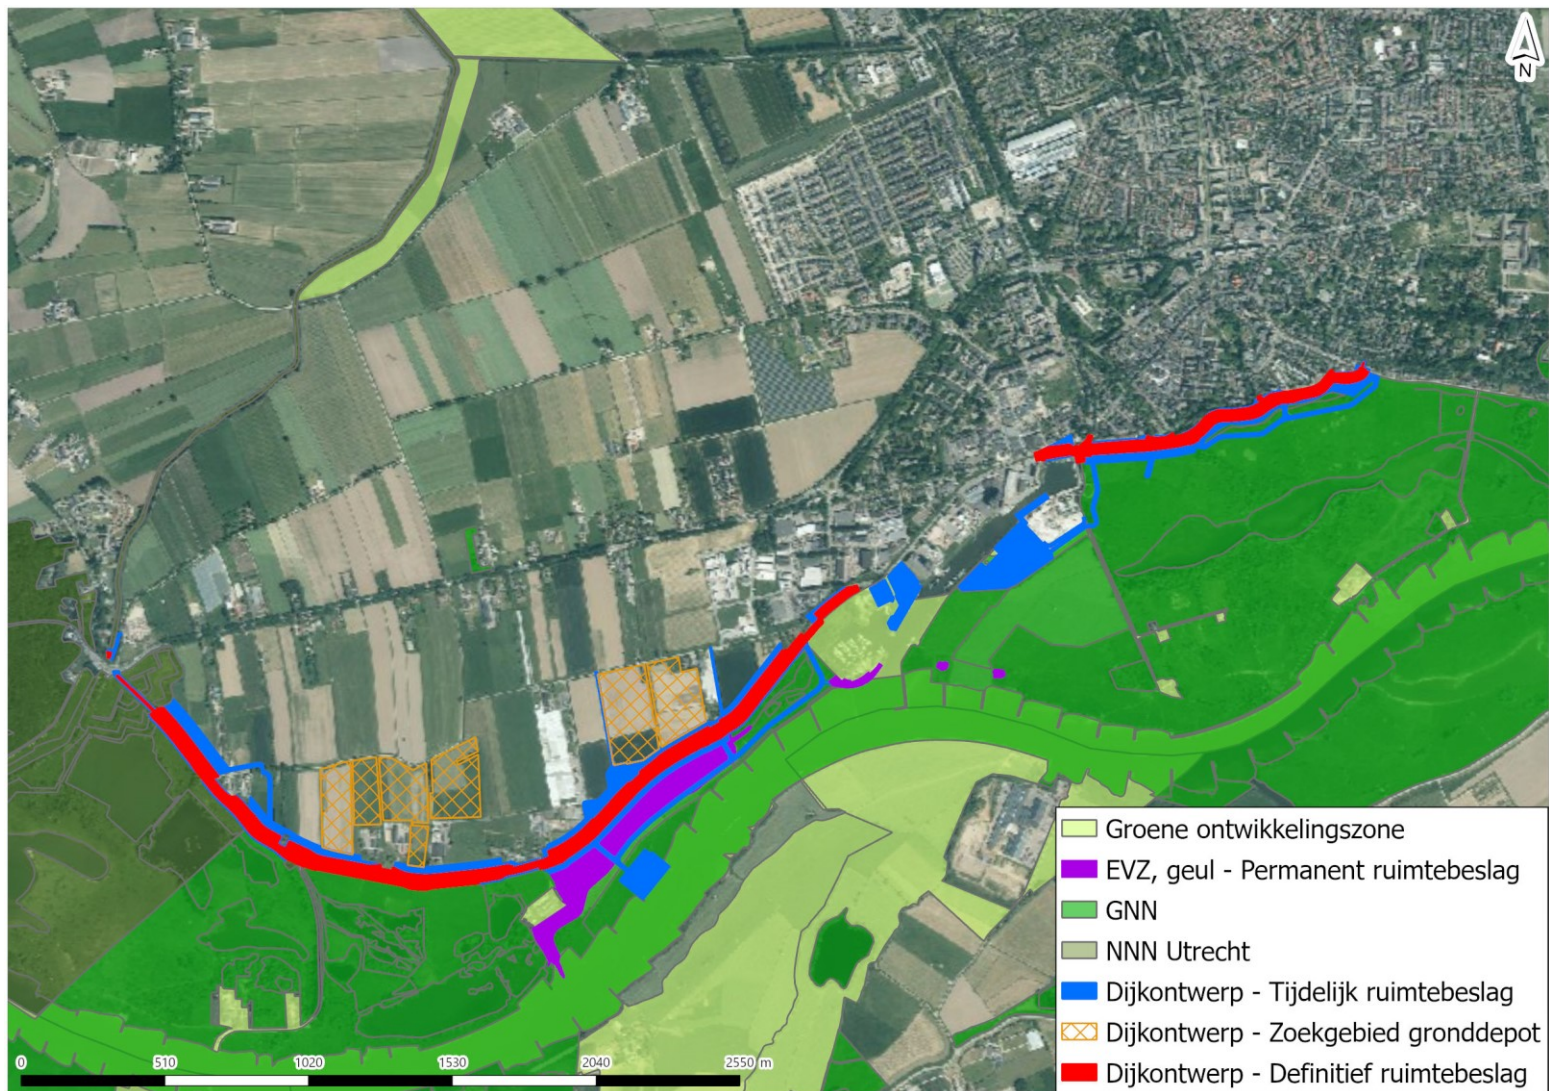 N
Groene ontwikkelingszone
EVZ, geul - Permanent ruimtebeslag
GNN
NNN Utrecht
Dijkontwerp - Tijdelijk ruimtebeslag
Dijkontwerp - Zoekgebied gronddepot
Dijkontwerp - Definitief ruimtebeslag
0 510 1020 1530 2040 2550 m